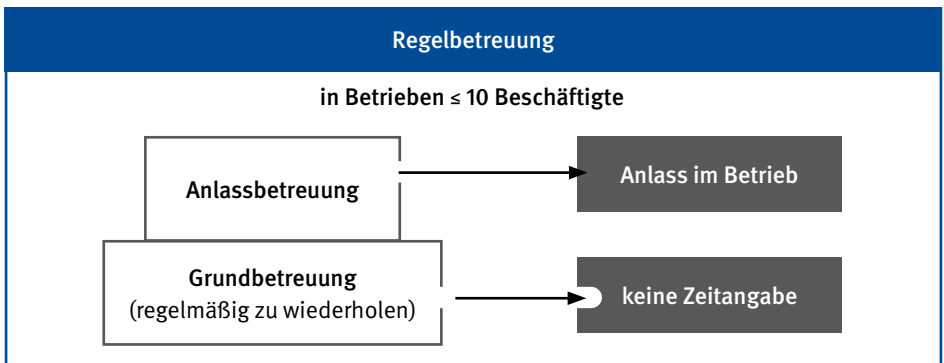 Regelbetreuung
in Betrieben ≤ 10 Beschäftigte
Anlassbetreuung
Anlass im Betrieb
Grundbetreuung
(regelmäßig zu wiederholen)
keine Zeitangabe